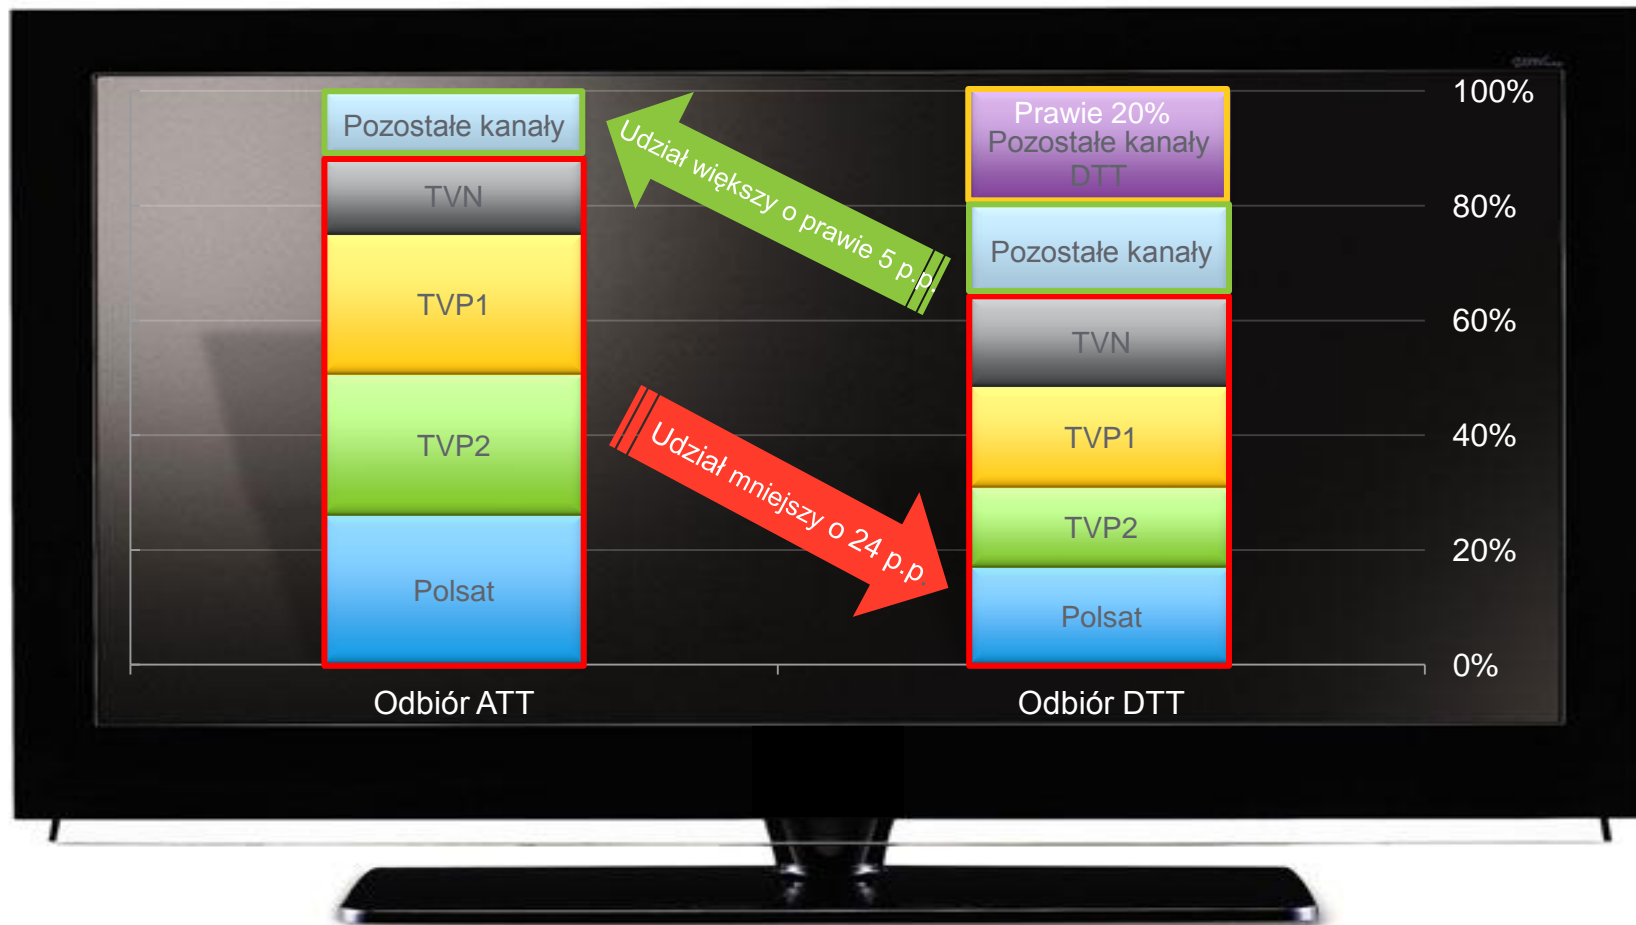 Pozostałe kanały
TVN
TVP1
TVP2
Polsat
Odbiór ATT
Udział większy o prawie 5 p.p.
Udział mniejszy o 24 p.p.
Prawie 20%
Pozostałe kanały
DTT
Pozostałe kanały
TVN
TVP1
TVP2
Polsat
Odbiór DTT
100%
80%
60%
40%
20%
0%